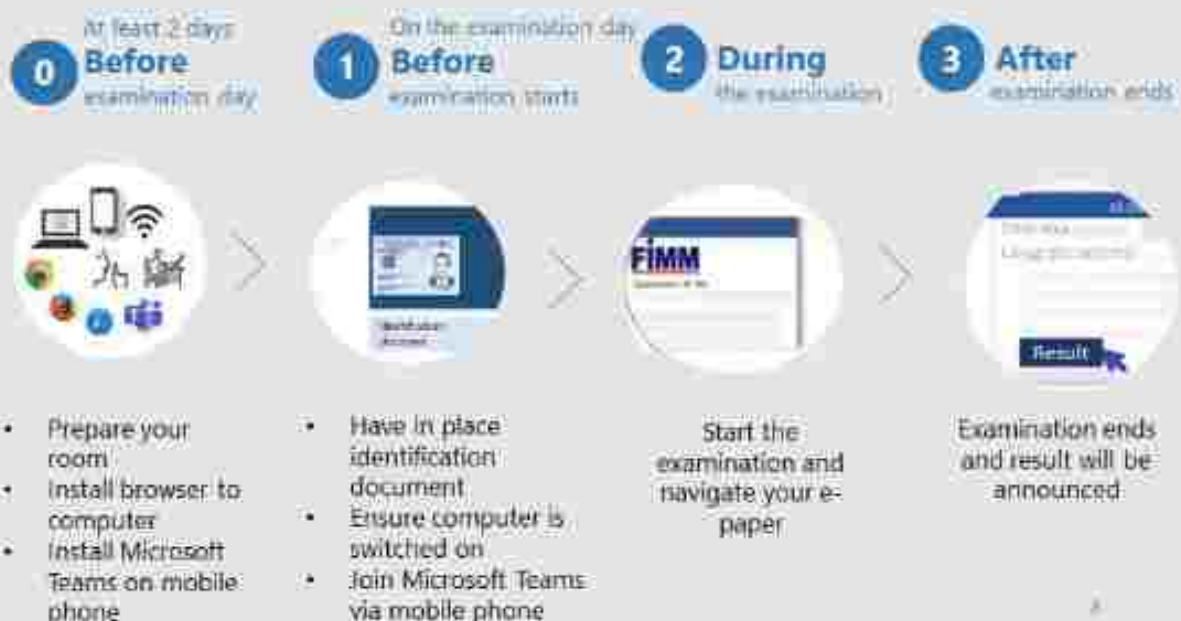 0
At least 2 days
Before
examination day
1
On the examination day
Before
examination starts
2
During
the examination
3
After
examination ends
FiMM
Result
• Prepare your
room
• Install browser to
computer
• Install Microsoft
Teams on mobile
phone
• Have in place
identification
document
• Ensure computer is
switched on
• Join Microsoft Teams
via mobile phone
Start the
examination and
navigate your e-
paper
Examination ends
and result will be
announced